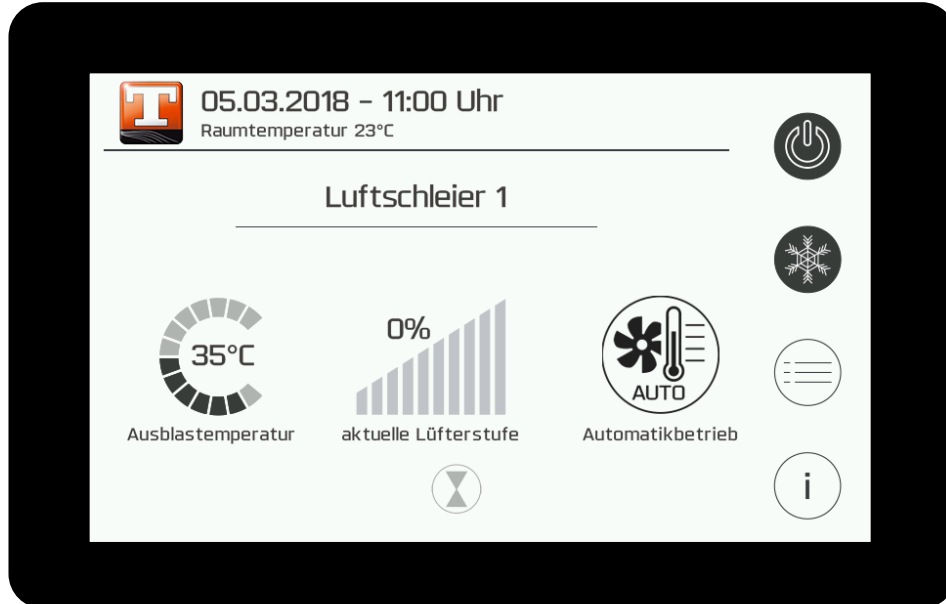 T
05.03.2018 - 11:00 Uhr
Raumtemperatur 23°C
Luftschleier 1
35°C
0%
AUTO
Ausblastemperatur
aktuelle Lüfterstufe
Automatikbetrieb
i